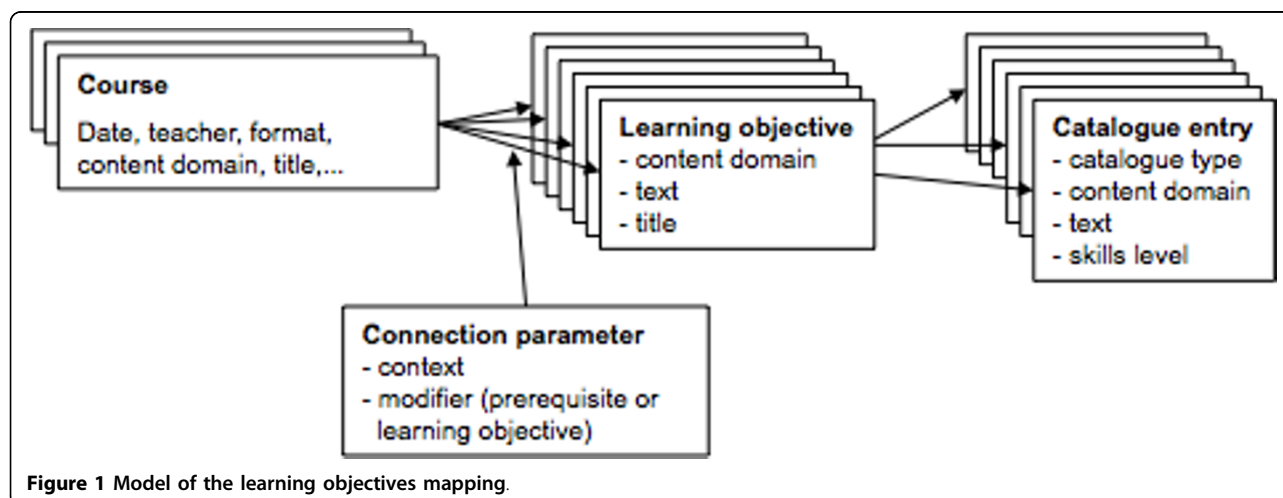 Course
Date, teacher, format,
content domain, title,...
Learning objective
- content domain
- text
- title
Catalogue entry
- catalogue type
- content domain
- text
- skills level
Connection parameter
- context
- modifier (prerequisite or
learning objective)
Figure 1 Model of the learning objectives mapping.